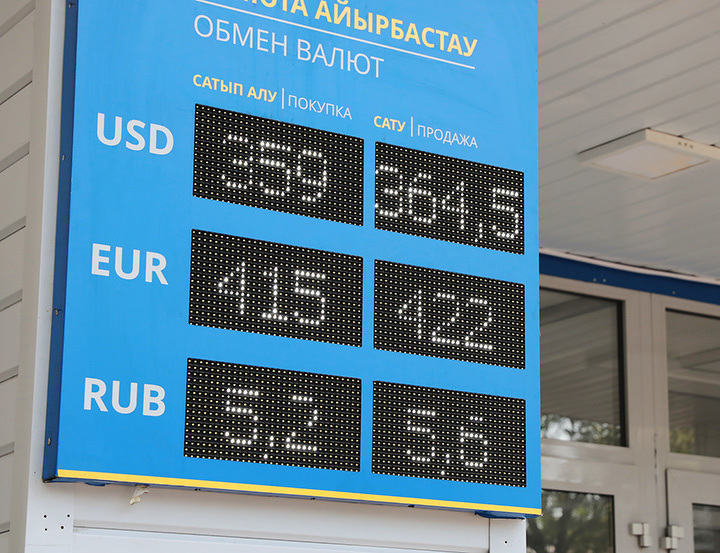 АЙЫРБАСТАУ
ОБМЕН ВАЛЮТ
САТЫП АЛУ | ПОКУПКА САТУ | ПРОДАЖА
USD 359 364,5
EUR 415 422
RUB 5,2 5,6